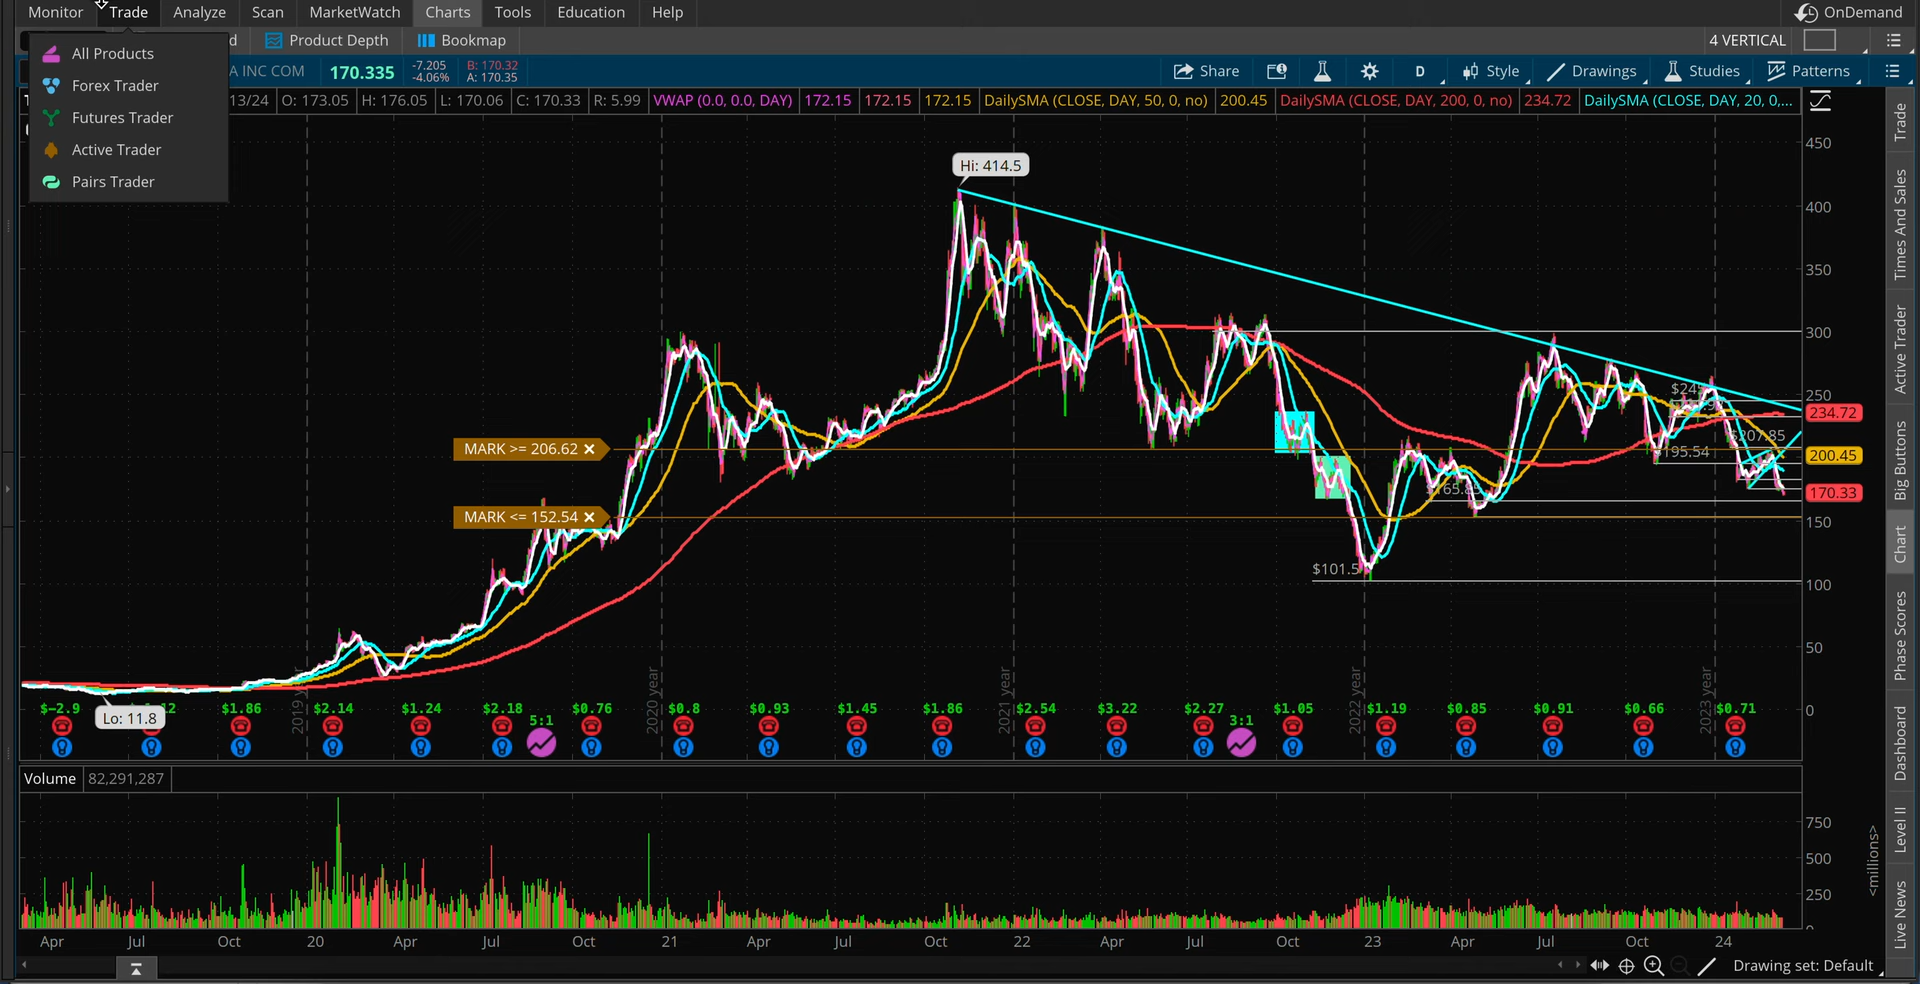 Monitor Trade Analyze Scan MarketWatch Charts Tools Education Help OnDemand
All Products
Forex Trader
Futures Trader
Active Trader
Pairs Trader
d Product Depth Bookmap 4 VERTICAL
A INC COM 170.335 -7.205 B: 170.32
-4.06% A: 170.35
Share D Style Drawings Studies Patterns
13/24 O: 173.05 H: 176.05 L: 170.06 C: 170.33 R: 5.99 VWAP (0.0, 0.0, DAY) 172.15 172.15 172.15 DailySMA (CLOSE, DAY, 50, 0, no) 200.45 DailySMA (CLOSE, DAY, 200, 0, no) 234.72 DailySMA (CLOSE, DAY, 20, 0,...
Hi: 414.5
450
400
350
300
250
234.72
200.45
170.33
150
100
50
0
$207.85
195.54
MARK >= 206.62 ×
MARK <= 152.54 ×
$101.5
Lo: 11.8
2019 year
2020 year
2021 year
2022 year
2023 year
$-2.9 12 $1.86 $2.14 $1.24 $2.18 5:1 $0.76 $0.8 $0.93 $1.45 $1.86 $2.54 $3.22 $2.27 3:1 $1.05 $1.19 $0.85 $0.91 $0.66 $0.71
Volume 82,291,287
750
500
250
0
<millions>
Apr Jul Oct 20 Apr Jul Oct 21 Apr Jul Oct 22 Apr Jul Oct 23 Apr Jul Oct 24
Drawing set: Default
Trade
Times And Sales
Active Trader
Big Buttons
Chart
Phase Scores
Dashboard
Level II
Live News